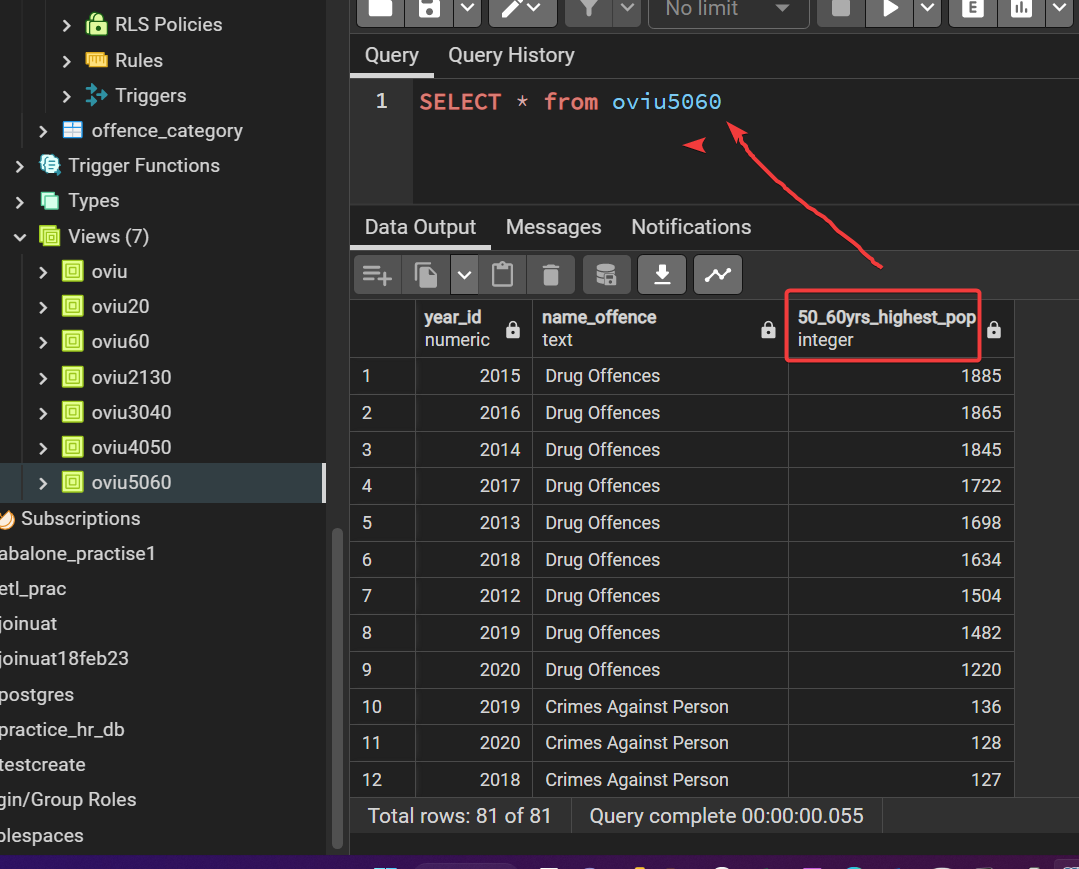 RLS Policies
Rules
Triggers
offence_category
Trigger Functions
Types
Views (7)
oviu
oviu20
oviu60
oviu2130
oviu3040
oviu4050
oviu5060
Subscriptions
abalone_practise1
etl_prac
joinuat
joinuat18feb23
postgres
practice_hr_db
testcreate
gin/Group Roles
blespaces
No limit
E
Query Query History
1 SELECT * from oviu5060
Data Output Messages Notifications
year_id name_offence 50_60yrs_highest_pop
numeric text integer
1 2015 Drug Offences 1885
2 2016 Drug Offences 1865
3 2014 Drug Offences 1845
4 2017 Drug Offences 1722
5 2013 Drug Offences 1698
6 2018 Drug Offences 1634
7 2012 Drug Offences 1504
8 2019 Drug Offences 1482
9 2020 Drug Offences 1220
10 2019 Crimes Against Person 136
11 2020 Crimes Against Person 128
12 2018 Crimes Against Person 127
Total rows: 81 of 81 Query complete 00:00:00.055